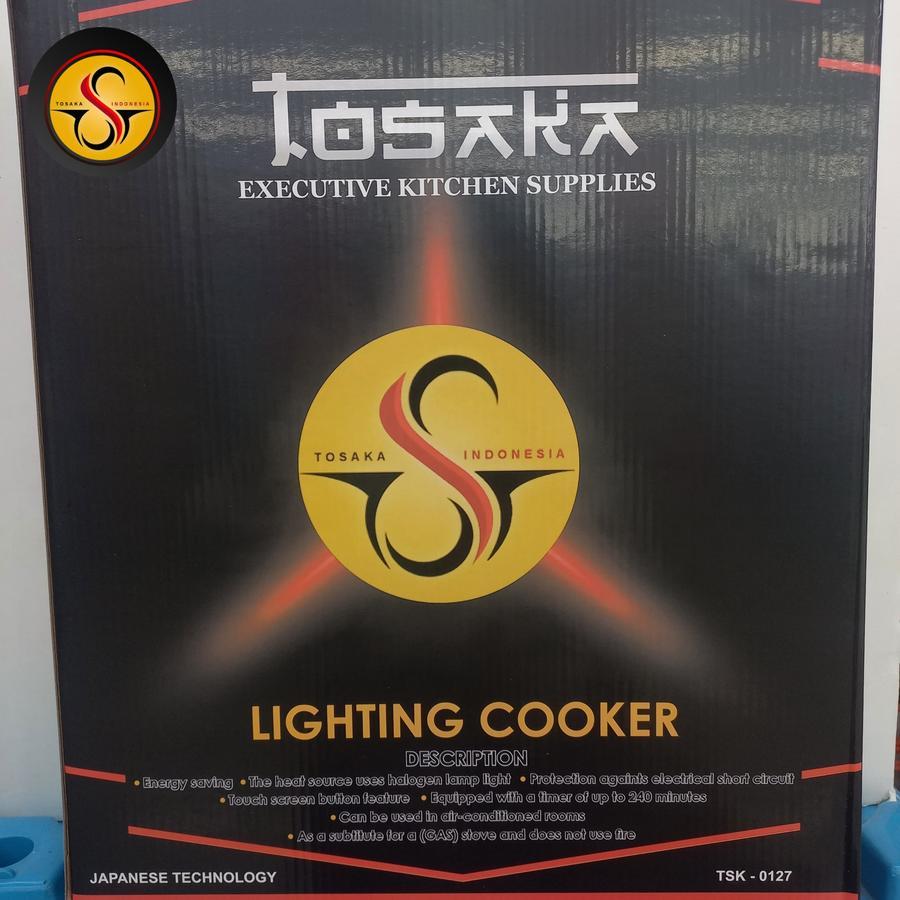 TOSAKA INDONESIA
TOSAKA
EXECUTIVE KITCHEN SUPPLIES
TOSAKA INDONESIA
LIGHTING COOKER
DESCRIPTION
• Energy saving • The heat source uses halogen lamp light • Protection againts electrical short circuit
• Touch screen button feature • Equipped with a timer of up to 240 minutes
• Can be used in air-conditioned rooms
• As a subtitute for a (GAS) stove and does not use fire
JAPANESE TECHNOLOGY TSK - 0127